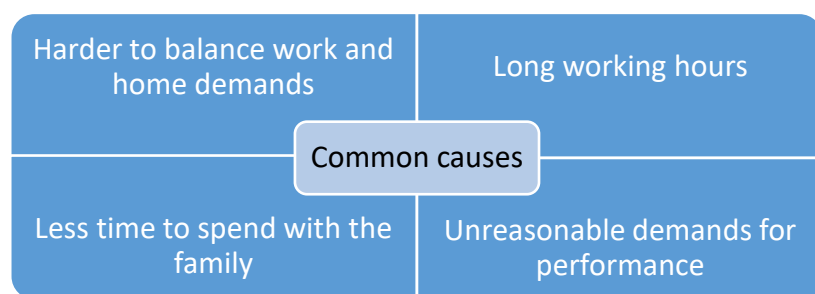 Harder to balance work and
home demands
Long working hours
Common causes
Less time to spend with the
family
Unreasonable demands for
performance